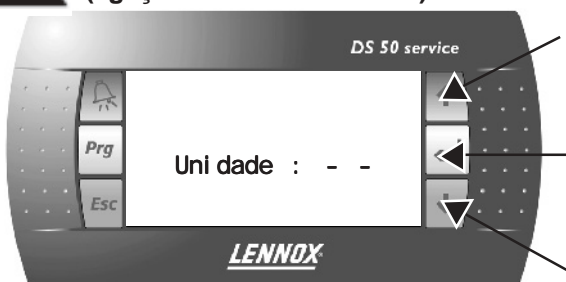 DS 50 service
Prg
Uni dade : - -
Esc
LENNOX